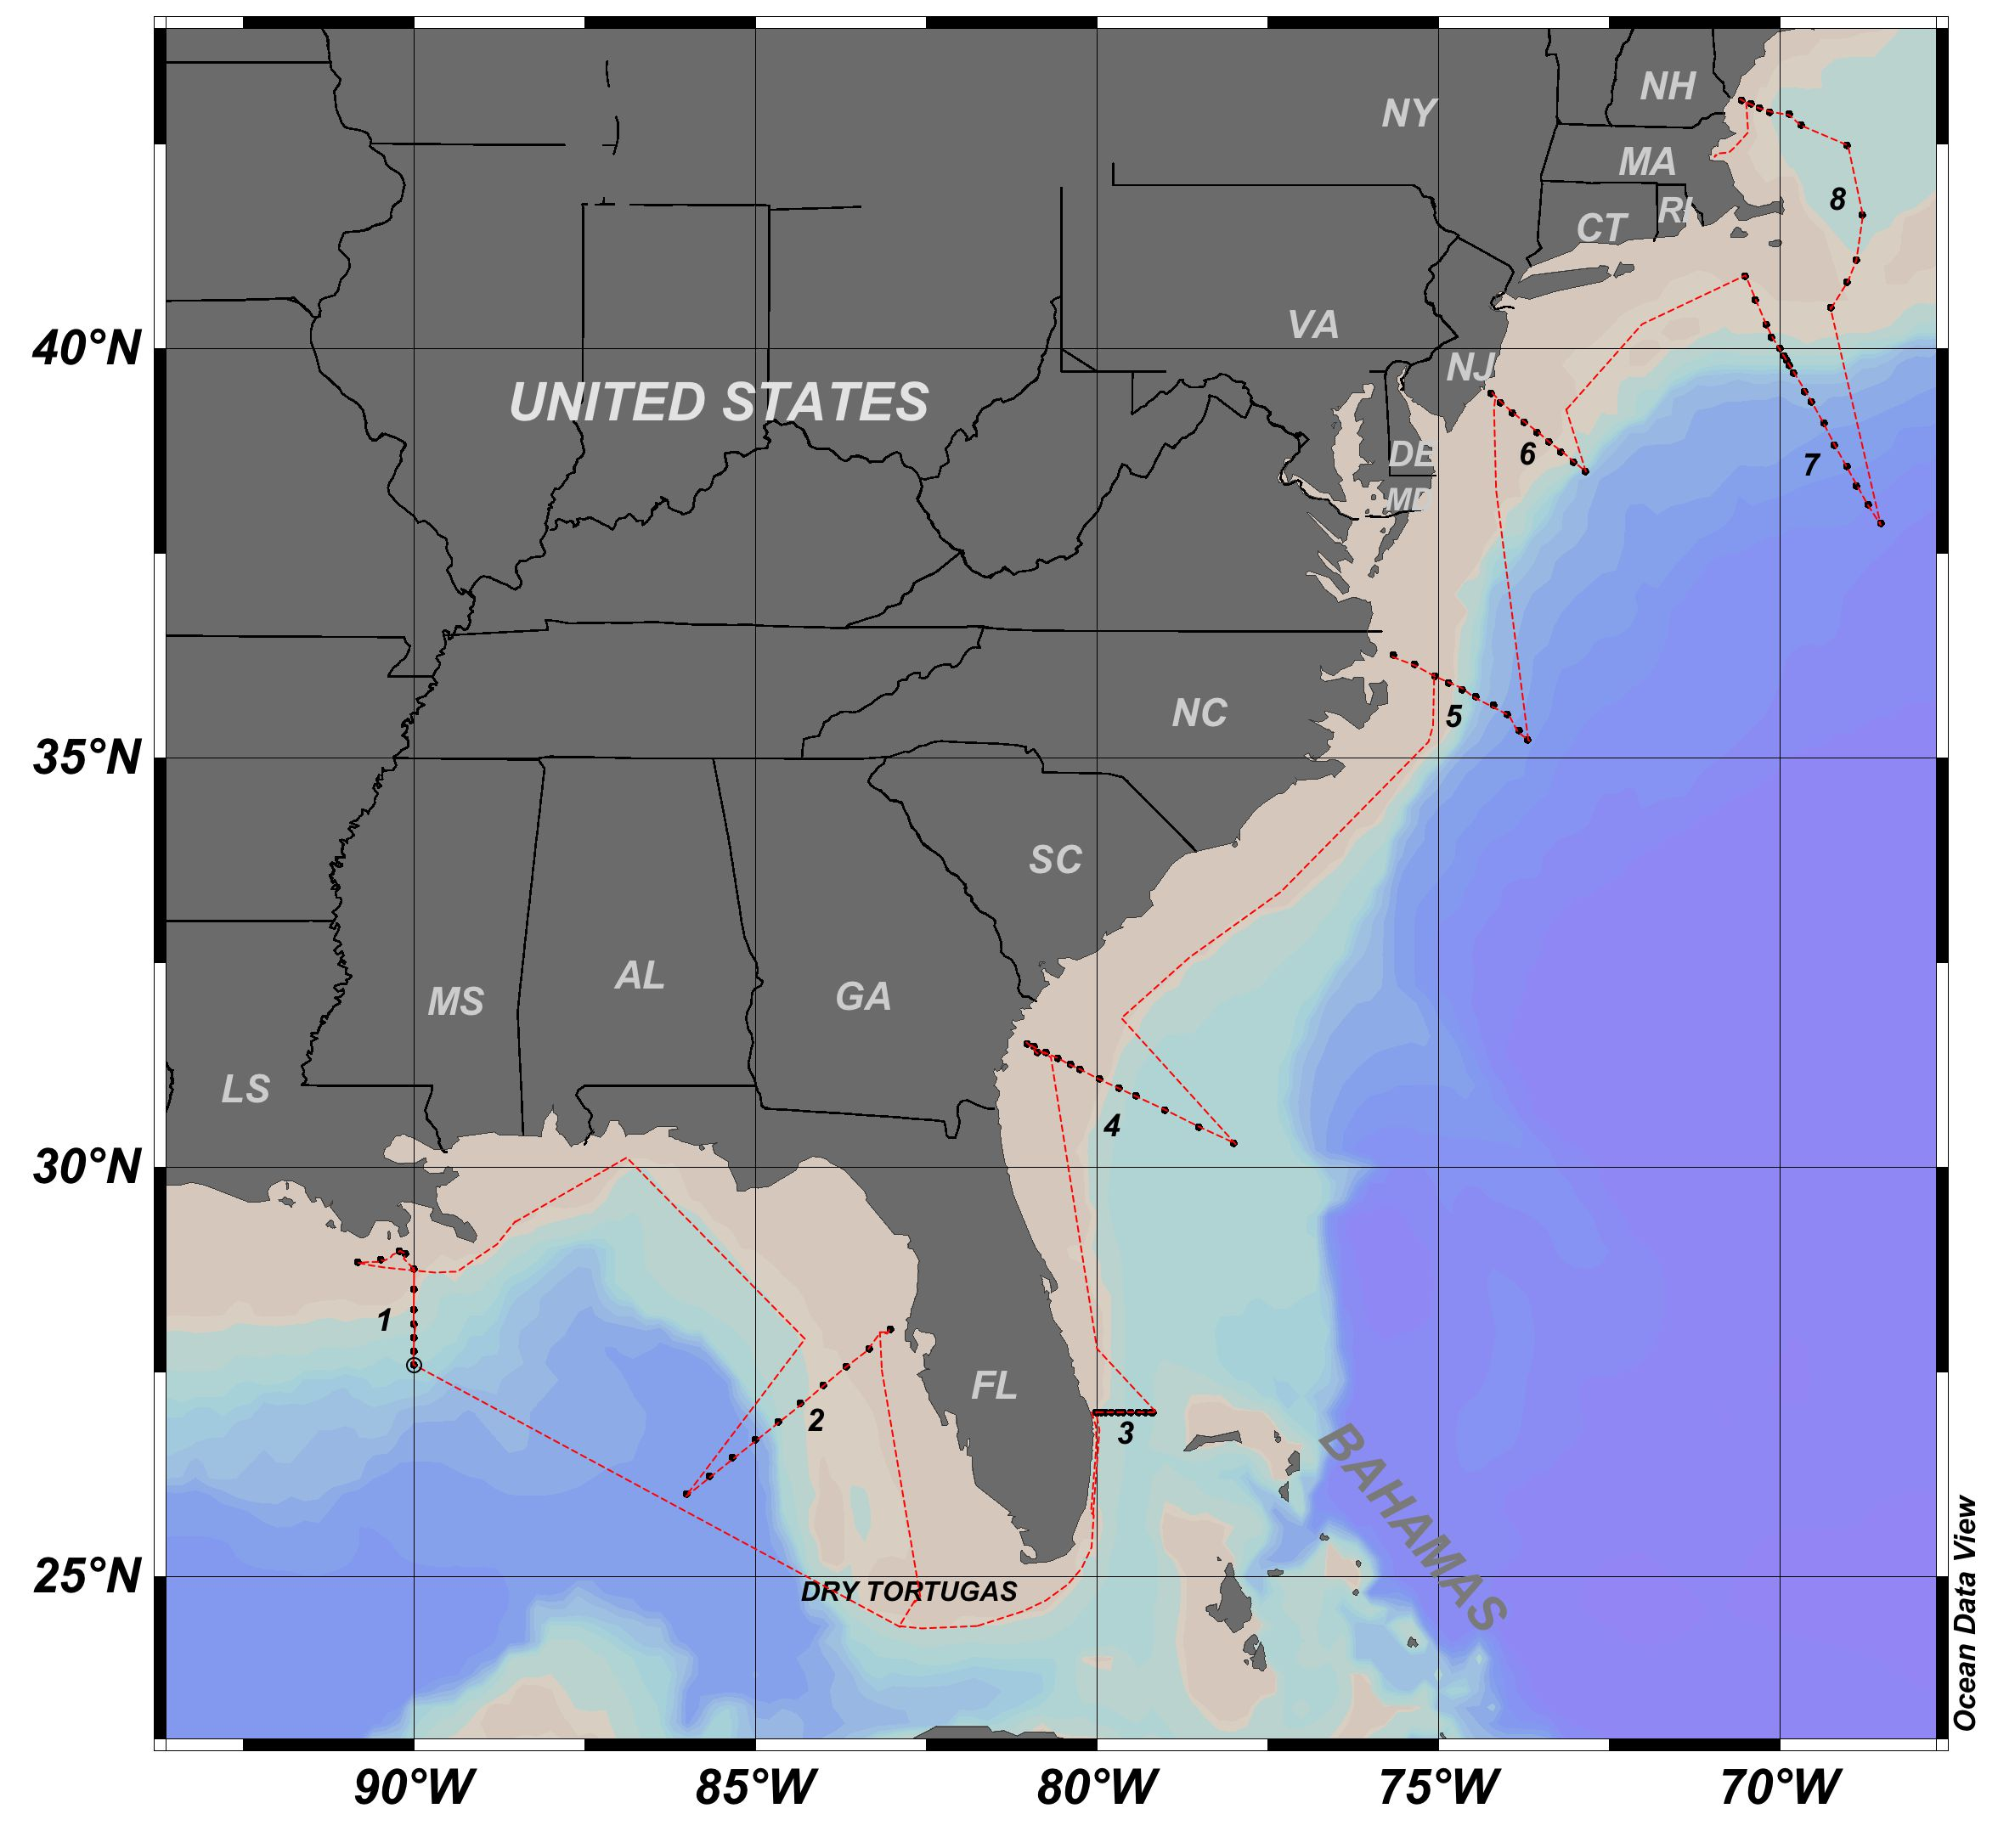 NH
NY
MA
8
RI
CT
40°N
VA
NJ
UNITED STATES
DE
6
7
MD
NC
5
35°N
SC
AL
GA
MS
LS
4
30°N
1
FL
2
3
BAHAMAS
25°N
DRY TORTUGAS
Ocean Data View
90°W 85°W 80°W 75°W 70°W